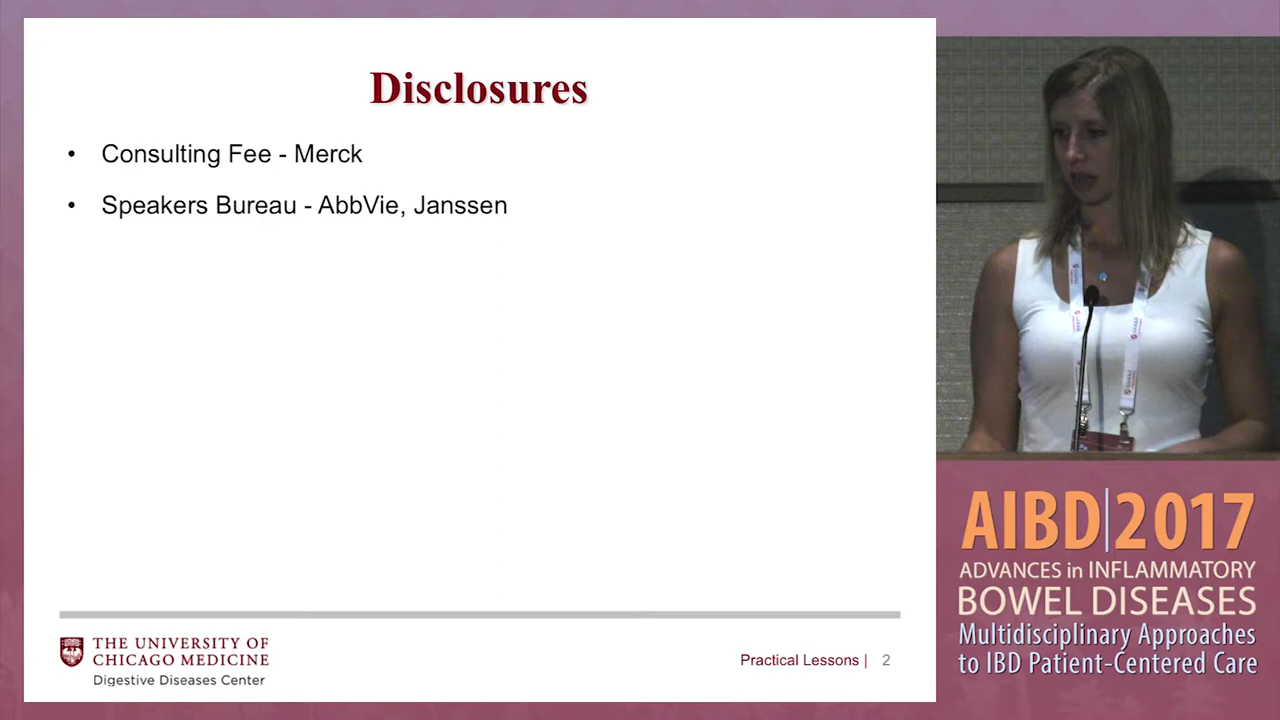 Disclosures
• Consulting Fee - Merck
• Speakers Bureau - AbbVie, Janssen
THE UNIVERSITY OF
CHICAGO MEDICINE
Digestive Diseases Center
Practical Lessons | 2
AIBD|2017
ADVANCES in INFLAMMATORY
BOWEL DISEASES
Multidisciplinary Approaches
to IBD Patient-Centered Care